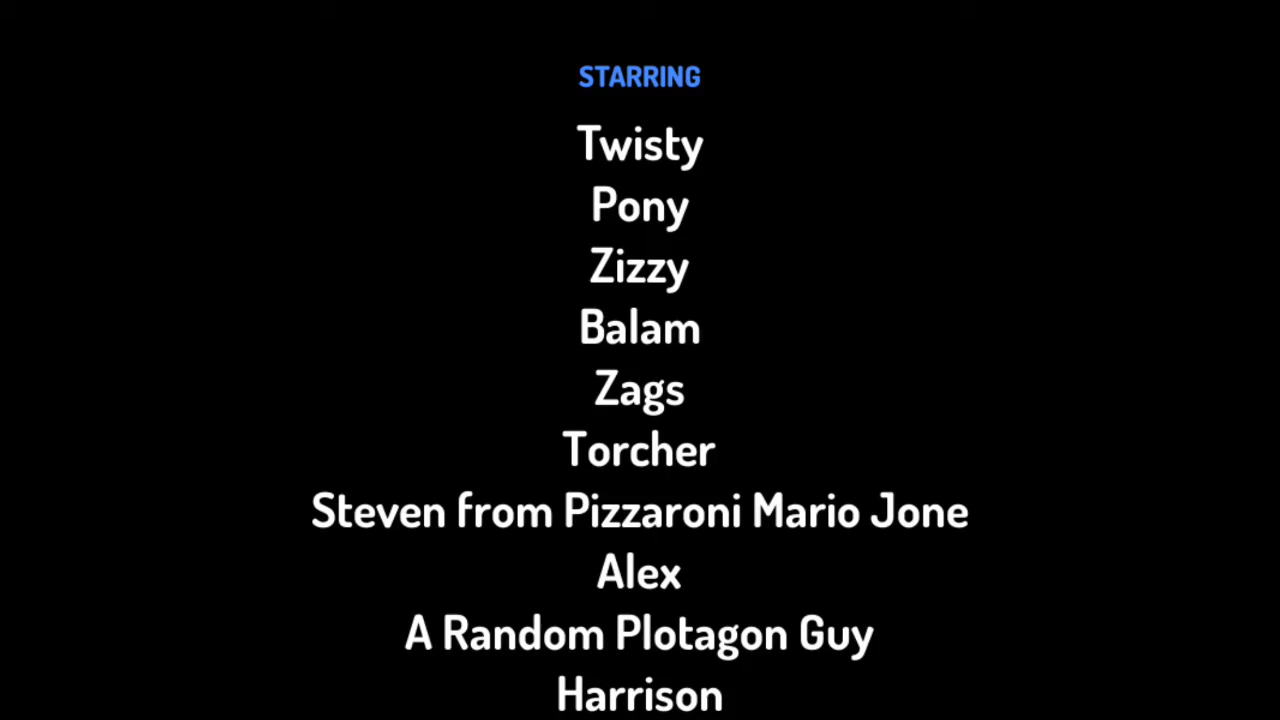 STARRING
Twisty
Pony
Zizzy
Balam
Zags
Torcher
Steven from Pizzaroni Mario Jone
Alex
A Random Plotagon Guy
Harrison